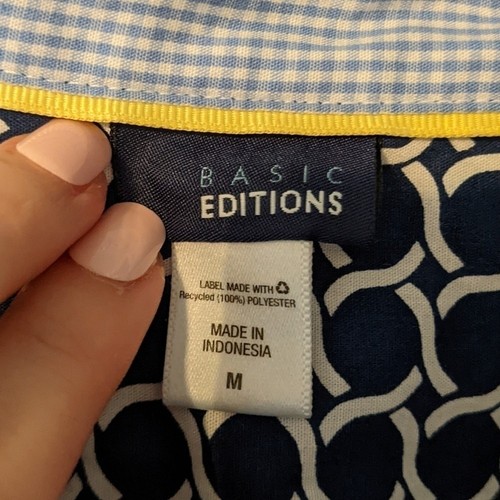 BASIC
EDITIONS
LABEL MADE WITH ♻
Recycled (100%) POLYESTER
MADE IN
INDONESIA
M